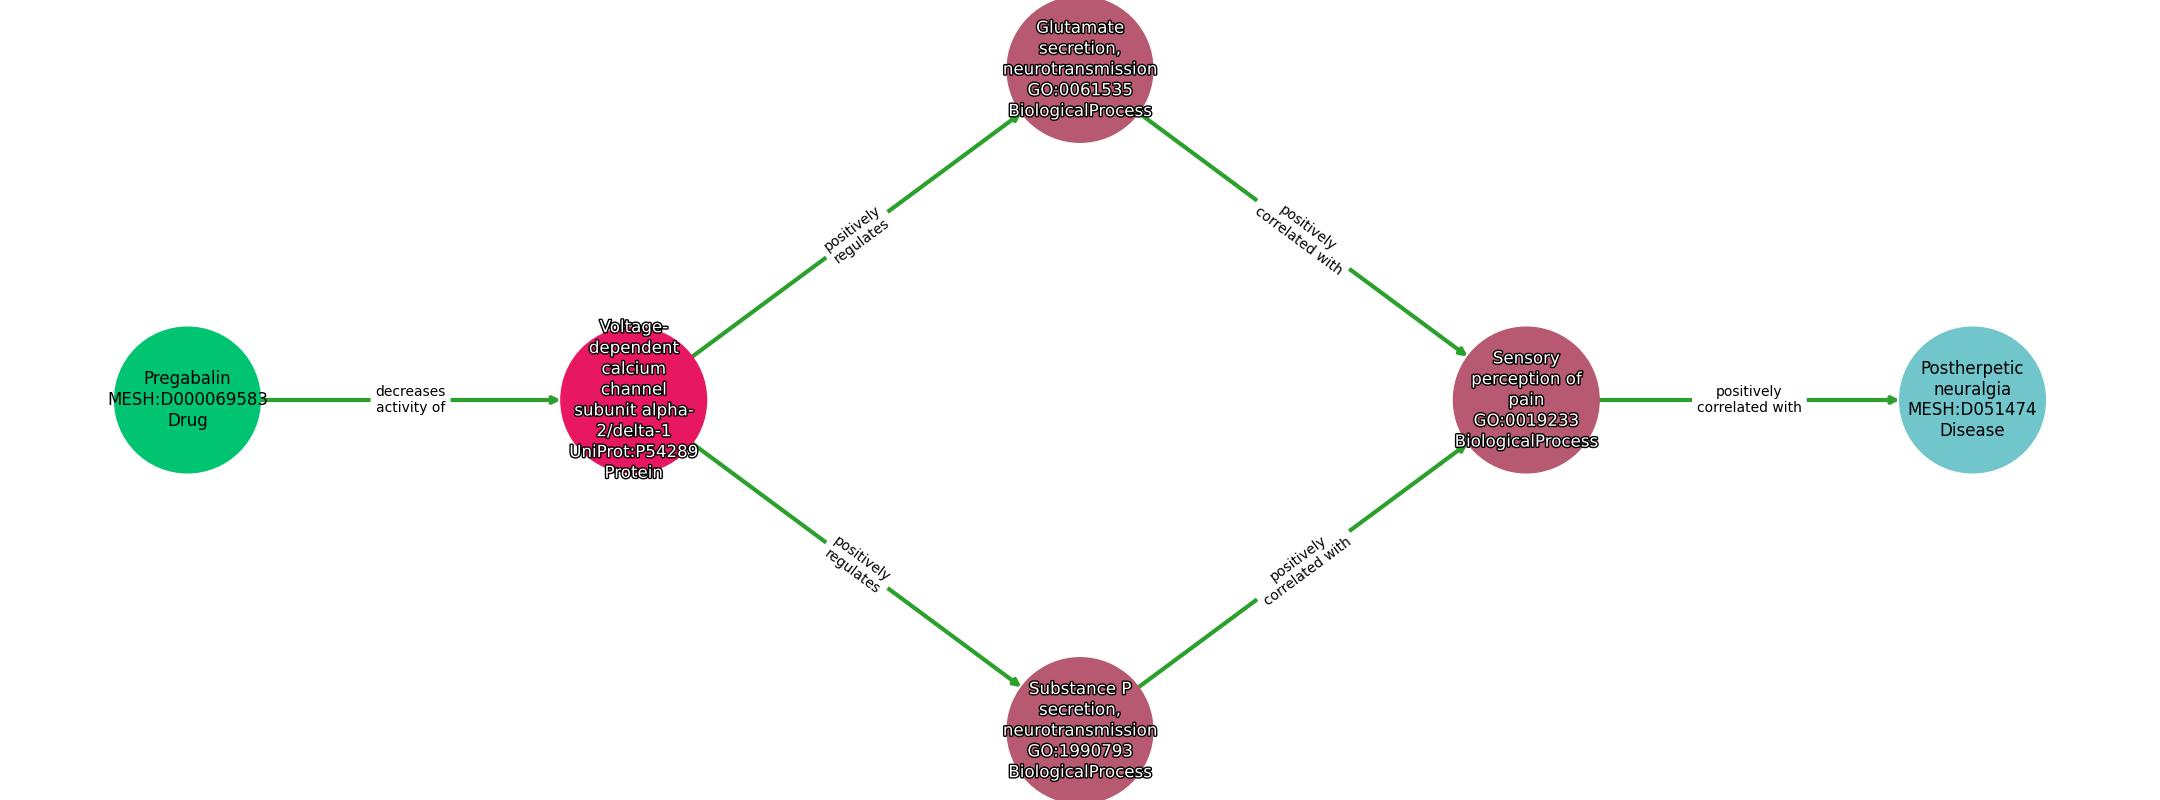 Glutamate
secretion,
neurotransmission
GO:0061535
BiologicalProcess
positively
regulates
positively
correlated with
Pregabalin
MESH:D000069583
Drug
decreases
activity of
Voltage-
dependent
calcium
channel
subunit alpha-
2/delta-1
UniProt:P54289
Protein
Sensory
perception of
pain
GO:0019233
BiologicalProcess
positively
correlated with
Postherpetic
neuralgia
MESH:D051474
Disease
positively
regulates
positively
correlated with
Substance P
secretion,
neurotransmission
GO:1990793
BiologicalProcess